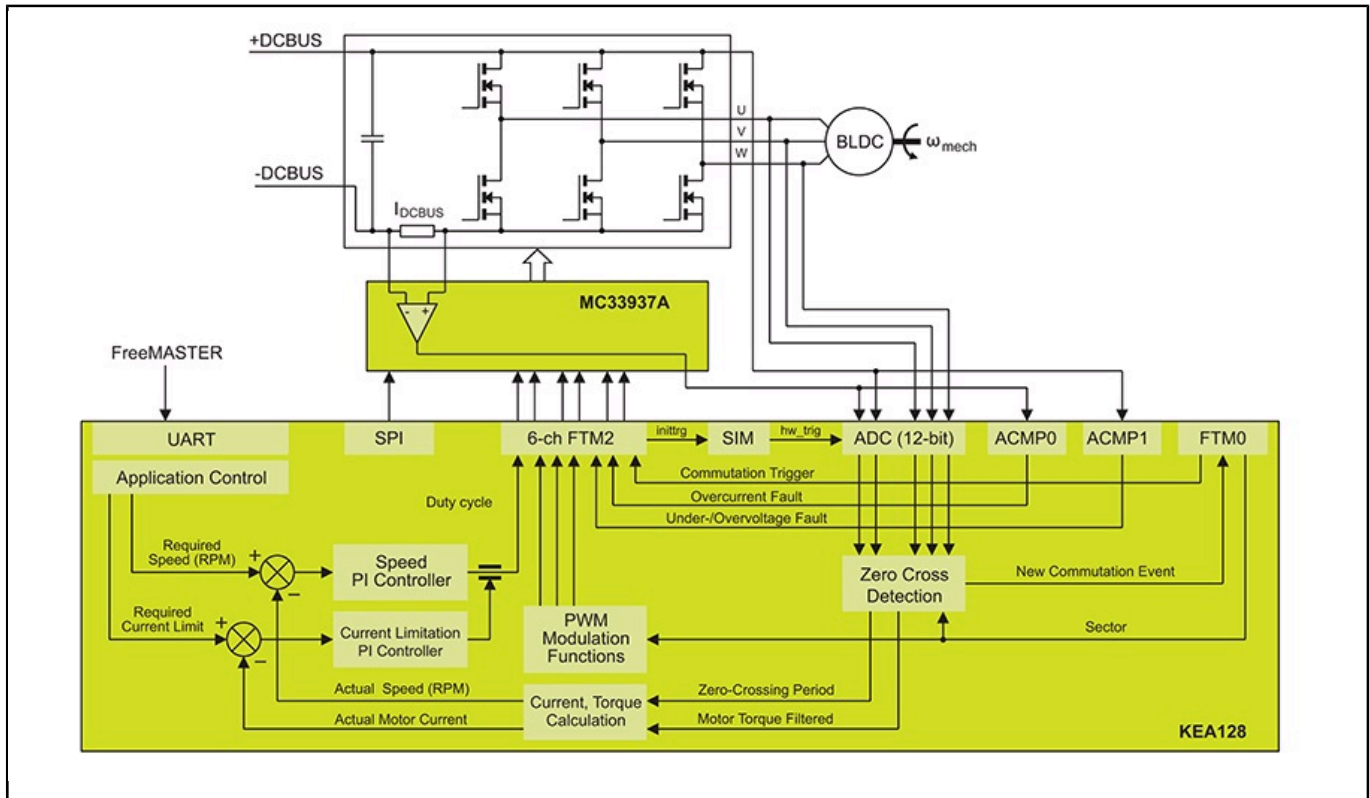 +DCBUS
U
V
W
BLDC
ωmech
-DCBUS
IDCBUS
MC33937A
- +
FreeMASTER
UART
SPI
6-ch FTM2
inittrg
SIM
hw_trig
ADC (12-bit)
ACMP0
ACMP1
FTM0
Application Control
Commutation Trigger
Overcurrent Fault
Under-/Overvoltage Fault
Duty cycle
Required
Speed (RPM)
+
−
Speed
PI Controller
Zero Cross
Detection
New Commutation Event
Required
Current Limit
+
−
Current Limitation
PI Controller
PWM
Modulation
Functions
Sector
Actual Speed (RPM)
Actual Motor Current
Current, Torque
Calculation
Zero-Crossing Period
Motor Torque Filtered
KEA128